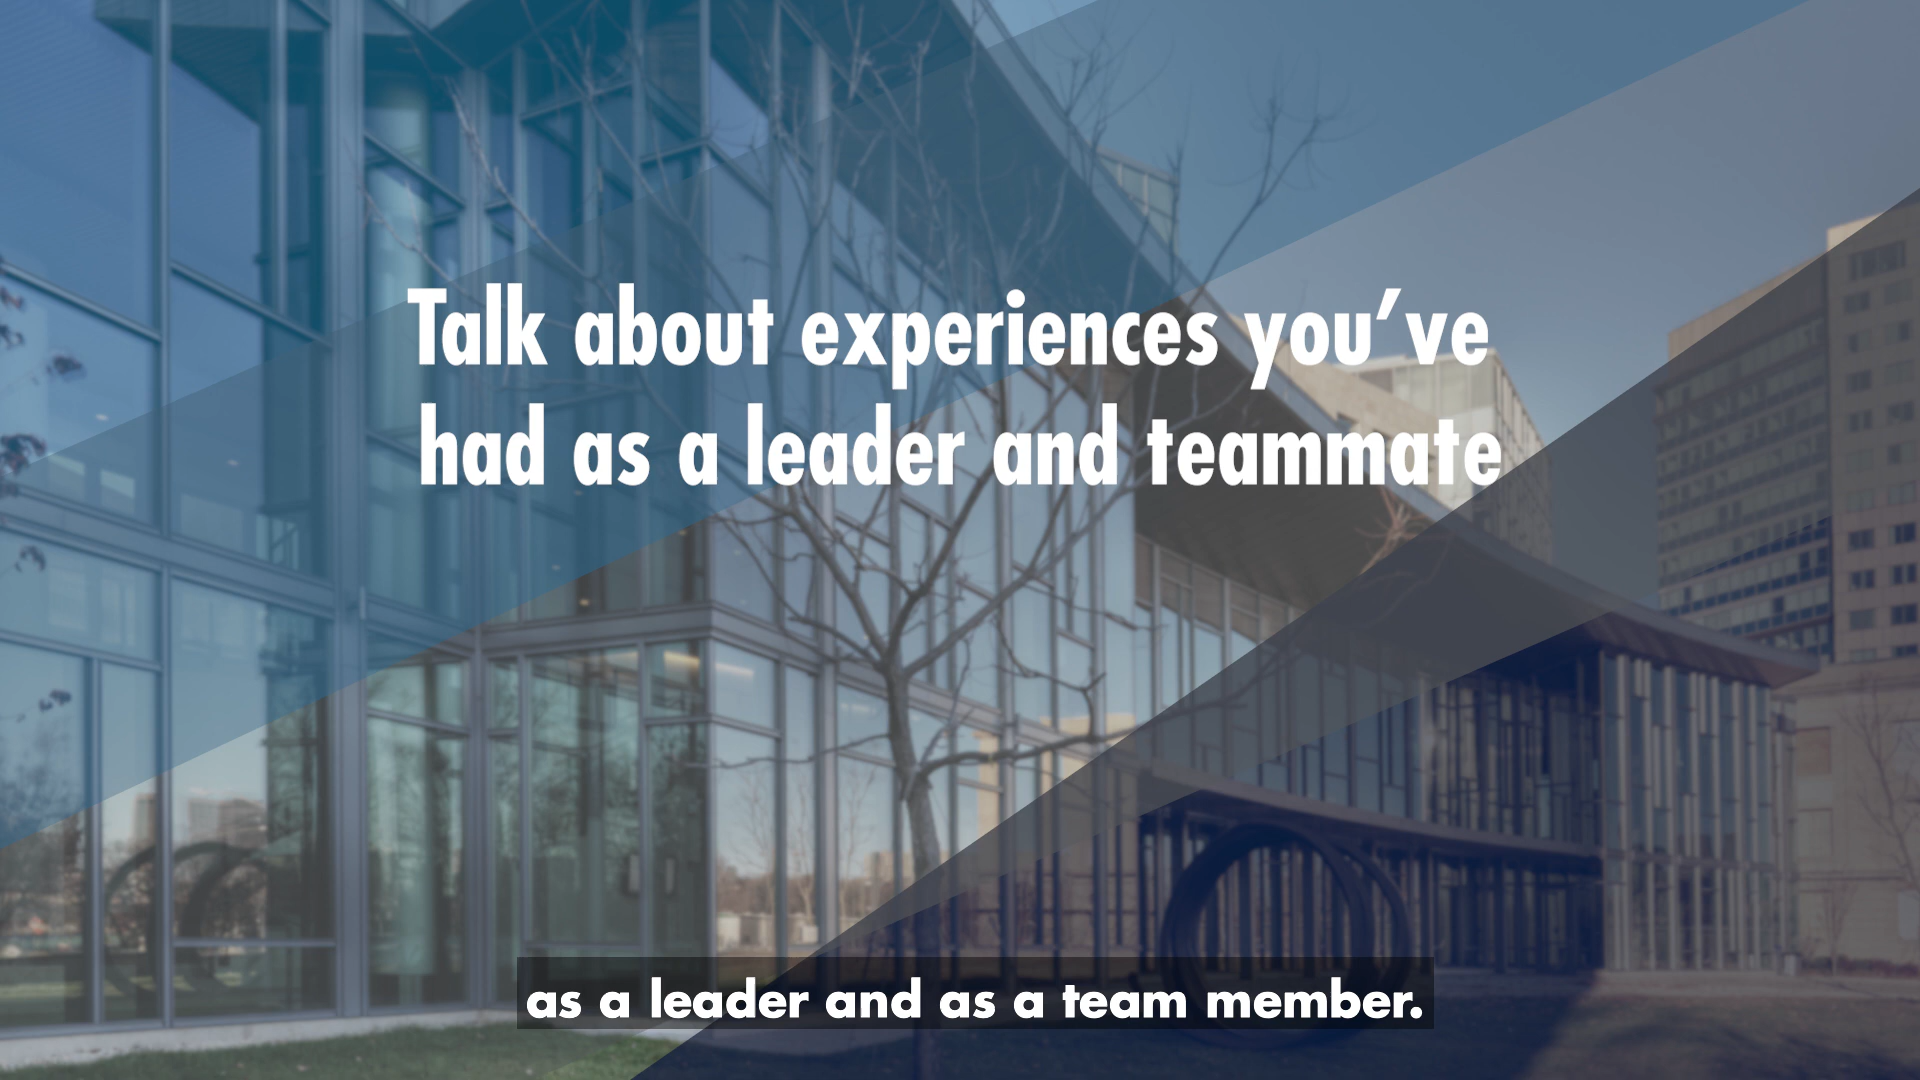 Talk about experiences you’ve
had as a leader and teammate
as a leader and as a team member.